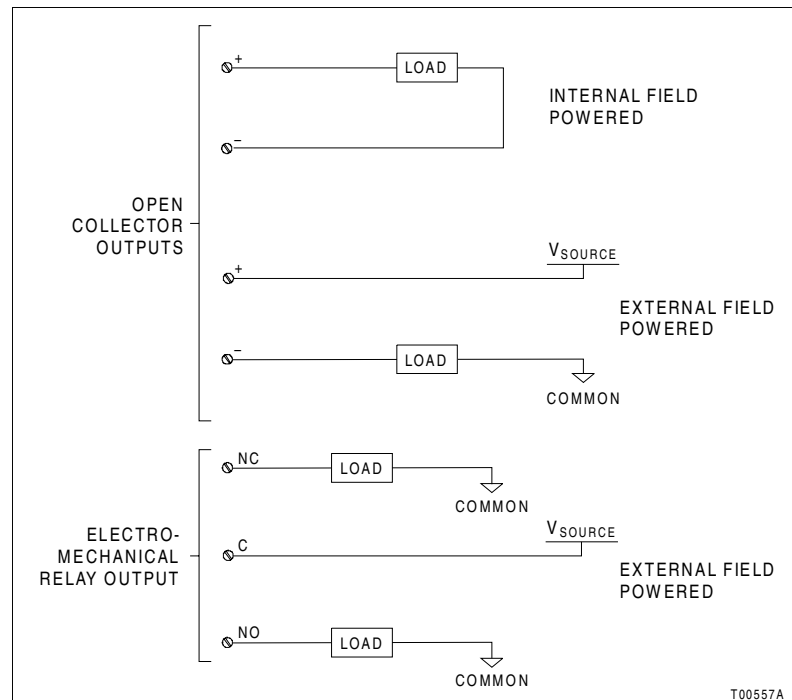 +
LOAD
INTERNAL FIELD
POWERED
–
OPEN
COLLECTOR
OUTPUTS
+
VSOURCE
EXTERNAL FIELD
POWERED
–
LOAD
COMMON
NC
LOAD
COMMON
ELECTRO-
MECHANICAL
RELAY OUTPUT
C
VSOURCE
EXTERNAL FIELD
POWERED
NO
LOAD
COMMON
T00557A